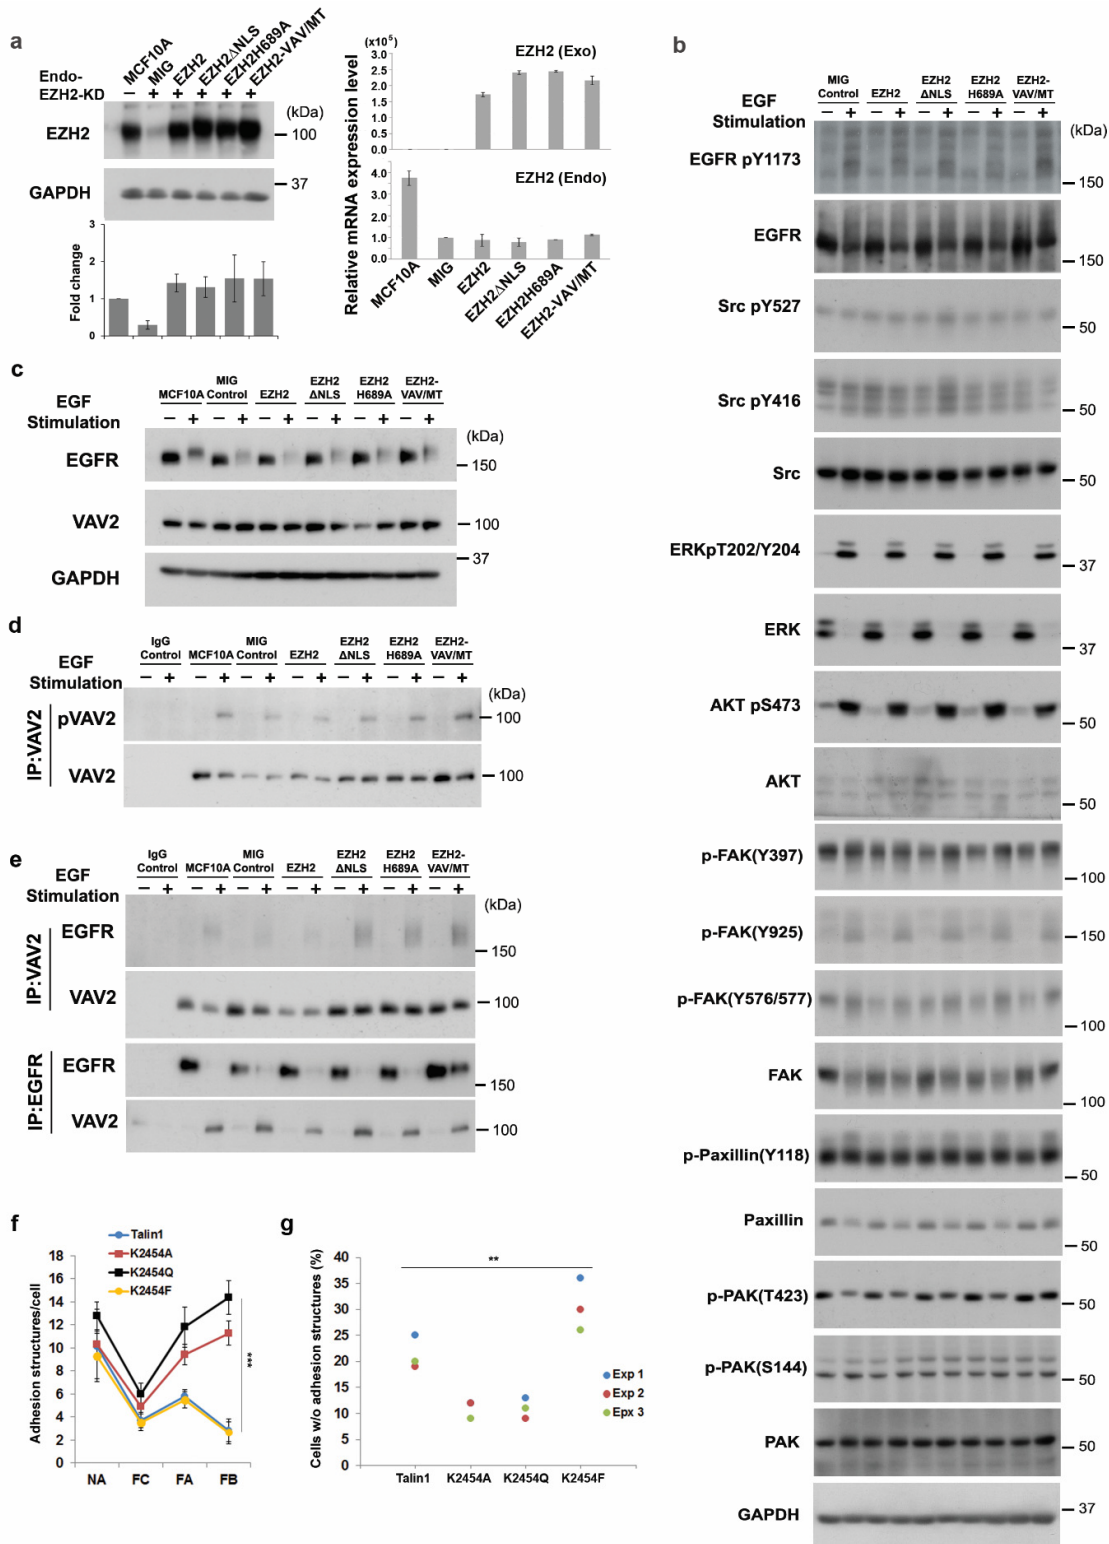 a
Endo-
EZH2-KD
MCF10A
MIG
EZH2
EZH2ΔNLS
EZH2H689A
EZH2-VAV/MT
− + + + + +
(kDa)
EZH2
100
GAPDH
37
Fold change
3
2
1
0
Relative mRNA expression level
(x10⁵)
EZH2 (Exo)
3.0
2.5
2.0
1.5
1.0
0.5
0.0
EZH2 (Endo)
4.0
3.0
2.0
1.0
0.0
MCF10A
MIG
EZH2
EZH2ΔNLS
EZH2H689A
EZH2-VAV/MT
b
MIG Control
EZH2
EZH2 ΔNLS
EZH2 H689A
EZH2-VAV/MT
EGF
Stimulation
− + − + − + − + − +
(kDa)
EGFR pY1173
150
EGFR
150
Src pY527
50
Src pY416
50
Src
50
ERKpT202/Y204
37
ERK
37
AKT pS473
50
AKT
50
p-FAK(Y397)
100
p-FAK(Y925)
150
p-FAK(Y576/577)
100
FAK
100
p-Paxillin(Y118)
50
Paxillin
50
p-PAK(T423)
50
p-PAK(S144)
50
PAK
50
GAPDH
37
c
MCF10A
MIG Control
EZH2
EZH2 ΔNLS
EZH2 H689A
EZH2-VAV/MT
EGF
Stimulation
− + − + − + − + − + − +
(kDa)
EGFR
150
VAV2
100
GAPDH
37
d
IgG Control
MCF10A
MIG Control
EZH2
EZH2 ΔNLS
EZH2 H689A
EZH2-VAV/MT
EGF
Stimulation
− + − + − + − + − + − + − +
(kDa)
IP:VAV2
pVAV2
100
VAV2
100
e
IgG Control
MCF10A
MIG Control
EZH2
EZH2 ΔNLS
EZH2 H689A
EZH2-VAV/MT
EGF
Stimulation
− + − + − + − + − + − + − +
(kDa)
IP:VAV2
EGFR
150
VAV2
100
IP:EGFR
EGFR
150
VAV2
100
f
Talin1
K2454A
K2454Q
K2454F
Adhesion structures/cell
18
16
14
12
10
8
6
4
2
0
***
NA FC FA FB
g
Cells w/o adhesion structures (%)
40
35
30
25
20
15
10
5
0
**
Exp 1
Exp 2
Epx 3
Talin1 K2454A K2454Q K2454F